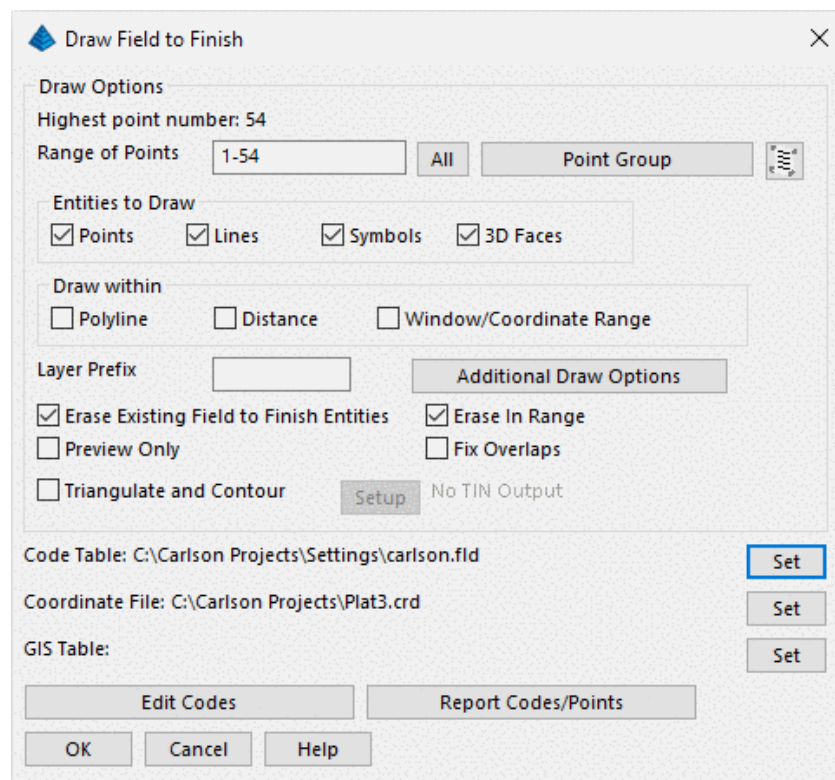 Draw Field to Finish
Draw Options
Highest point number: 54
Range of Points 1-54 All Point Group
Entities to Draw
Points Lines Symbols 3D Faces
Draw within
Polyline Distance Window/Coordinate Range
Layer Prefix Additional Draw Options
Erase Existing Field to Finish Entities Erase In Range
Preview Only Fix Overlaps
Triangulate and Contour Setup No TIN Output
Code Table: C:\Carlson Projects\Settings\carlson.fld Set
Coordinate File: C:\Carlson Projects\Plat3.crd Set
GIS Table: Set
Edit Codes Report Codes/Points
OK Cancel Help